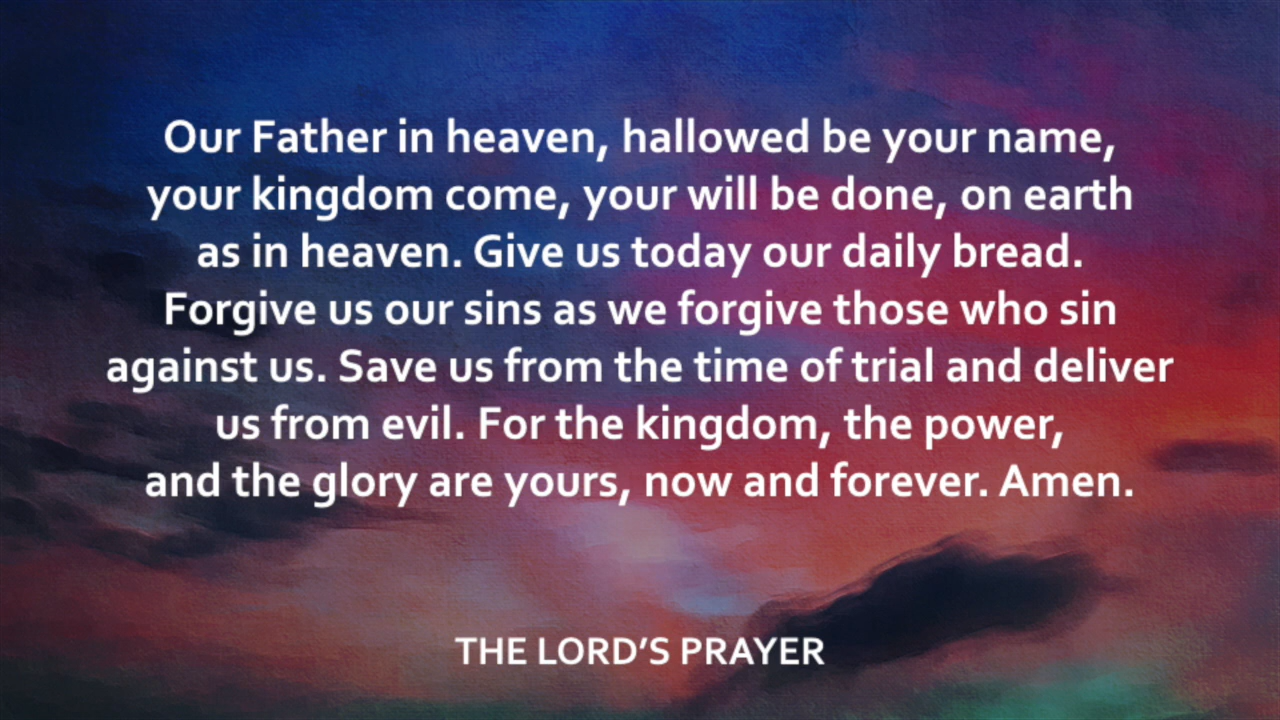 Our Father in heaven, hallowed be your name,
your kingdom come, your will be done, on earth
as in heaven. Give us today our daily bread.
Forgive us our sins as we forgive those who sin
against us. Save us from the time of trial and deliver
us from evil. For the kingdom, the power,
and the glory are yours, now and forever. Amen.
THE LORD’S PRAYER